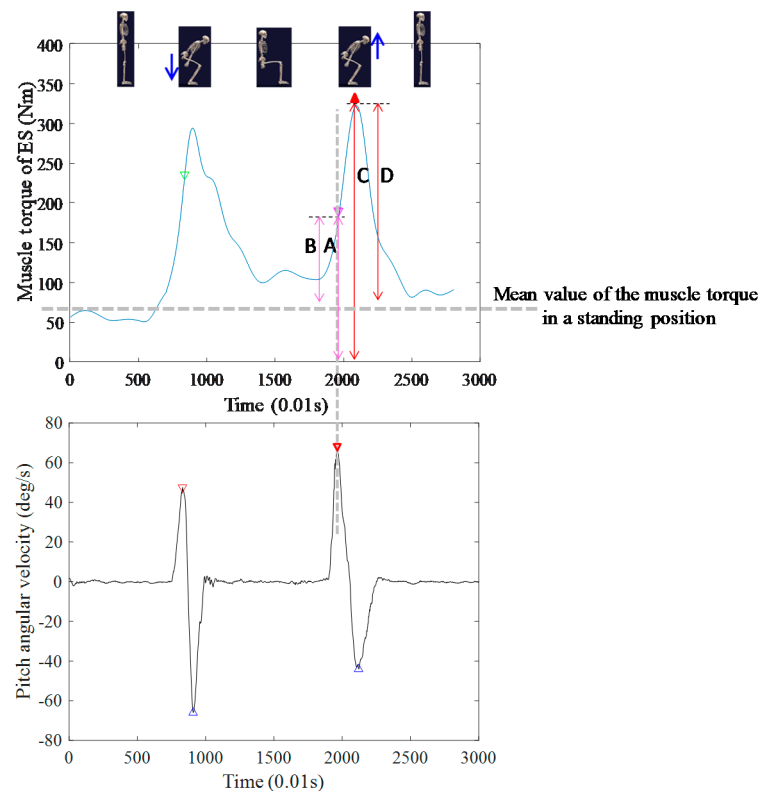 400
350
300
250
200
150
100
50
0
Muscle torque of ES (Nm)
B A
C D
0 500 1000 1500 2000 2500 3000
Time (0.01s)
Mean value of the muscle torque
in a standing position
80
60
40
20
0
-20
-40
-60
-80
Pitch angular velocity (deg/s)
0 500 1000 1500 2000 2500 3000
Time (0.01s)